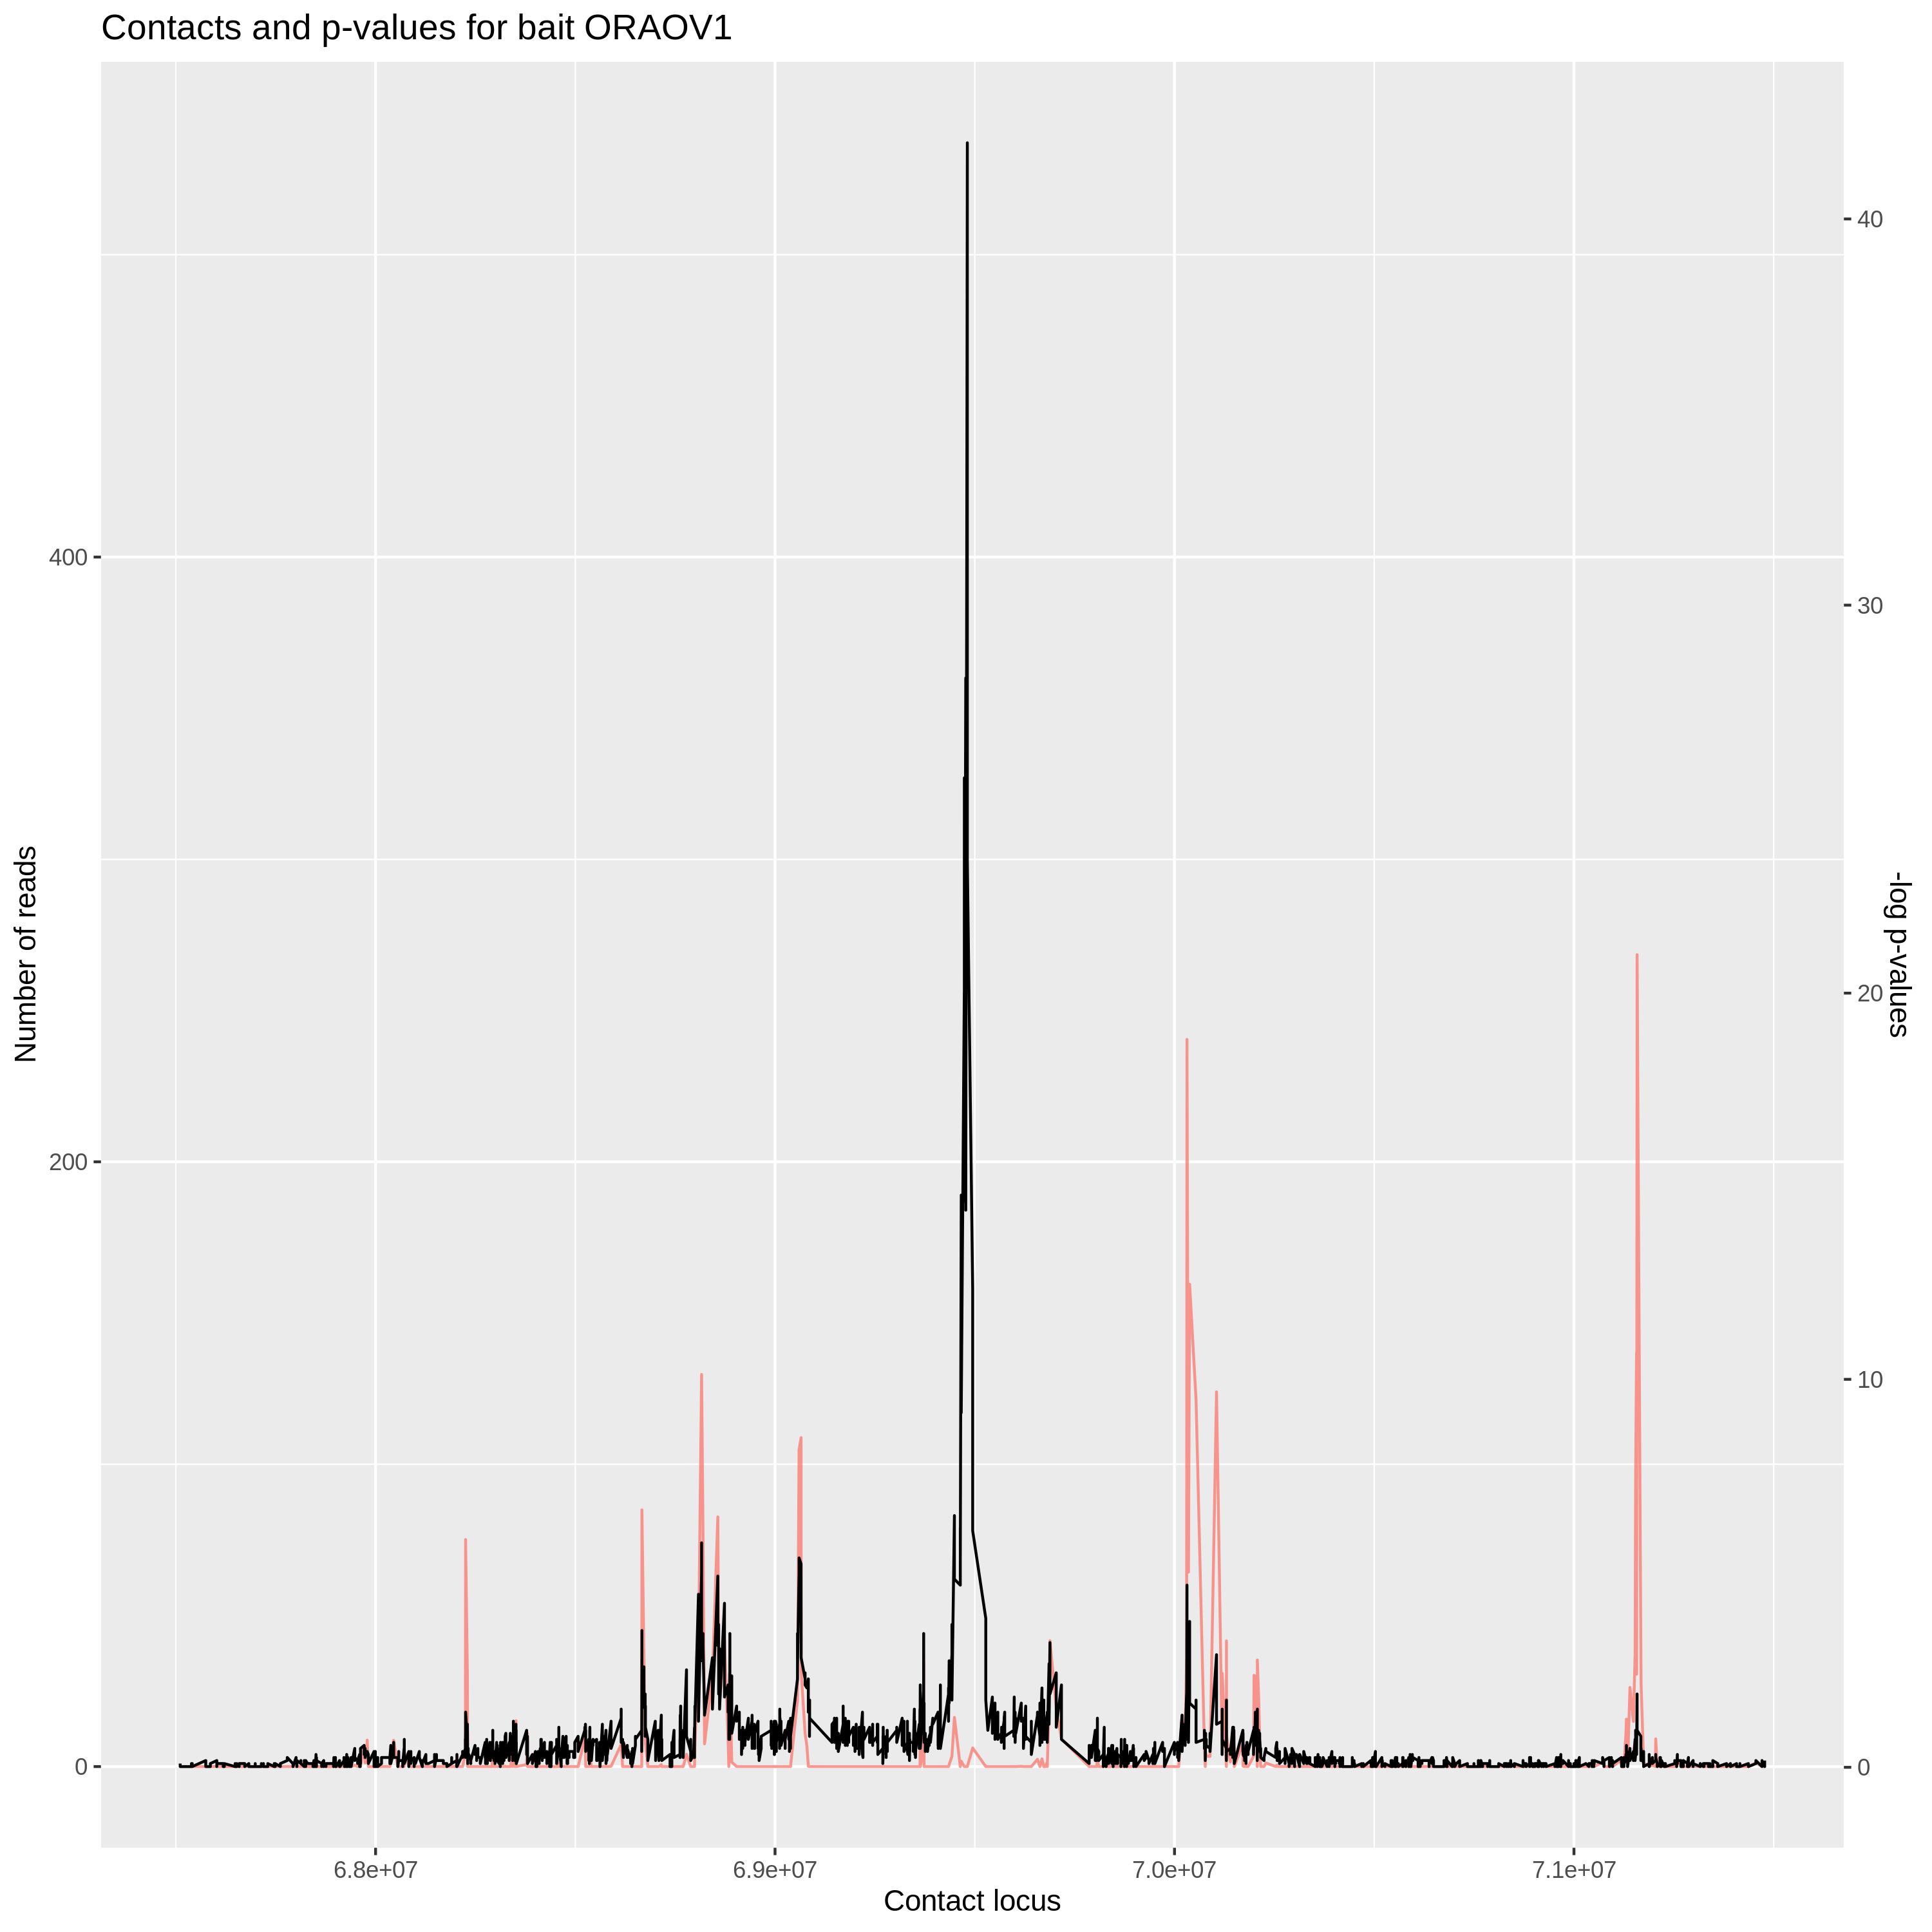 Contacts and p-values for bait ORAOV1
Number of reads
400
200
0
40
30
20
10
0
-log p-values
6.8e+07
6.9e+07
7.0e+07
7.1e+07
Contact locus